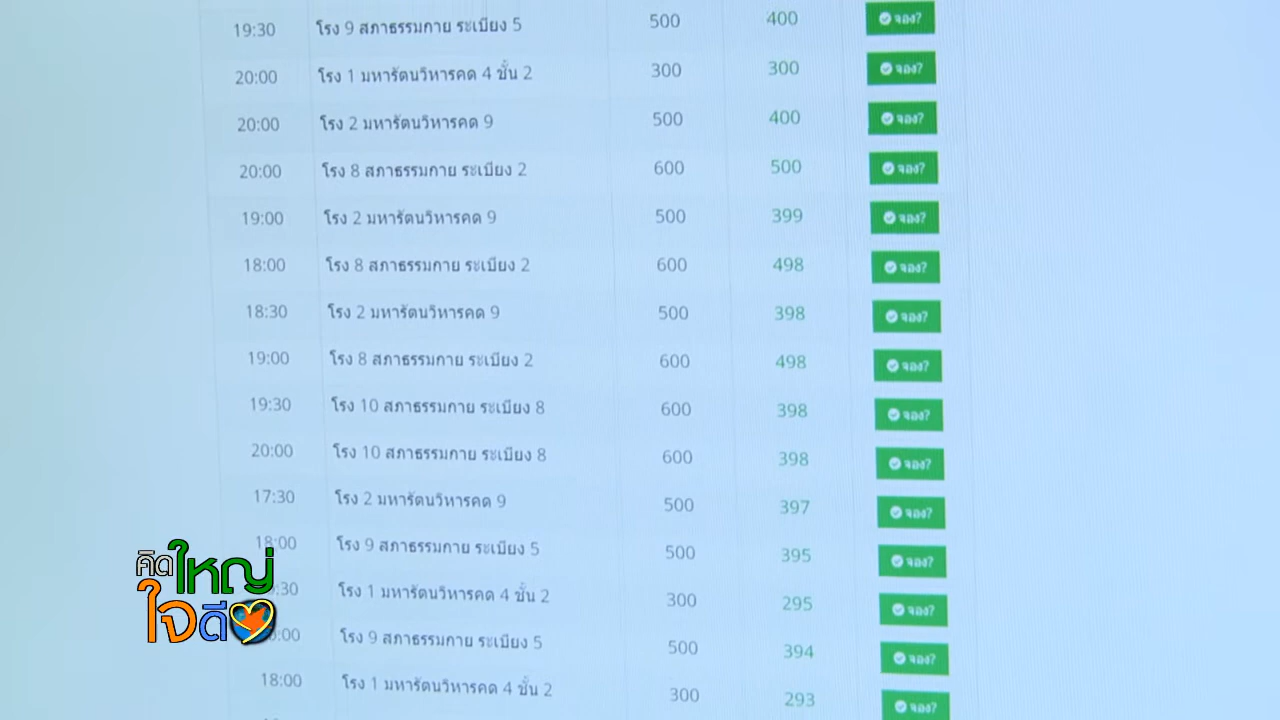 19:30 โรง 9 สภาธรรมกาย ระเบียง 5 500 400 จอง?
20:00 โรง 1 มหารัตนวิหารคด 4 ชั้น 2 300 300 จอง?
20:00 โรง 2 มหารัตนวิหารคด 9 500 400 จอง?
20:00 โรง 8 สภาธรรมกาย ระเบียง 2 600 500 จอง?
19:00 โรง 2 มหารัตนวิหารคด 9 500 399 จอง?
18:00 โรง 8 สภาธรรมกาย ระเบียง 2 600 498 จอง?
18:30 โรง 2 มหารัตนวิหารคด 9 500 398 จอง?
19:00 โรง 8 สภาธรรมกาย ระเบียง 2 600 498 จอง?
19:30 โรง 10 สภาธรรมกาย ระเบียง 8 600 398 จอง?
20:00 โรง 10 สภาธรรมกาย ระเบียง 8 600 398 จอง?
17:30 โรง 2 มหารัตนวิหารคด 9 500 397 จอง?
18:00 โรง 9 สภาธรรมกาย ระเบียง 5 500 395 จอง?
:30 โรง 1 มหารัตนวิหารคด 4 ชั้น 2 300 295 จอง?
:00 โรง 9 สภาธรรมกาย ระเบียง 5 500 394 จอง?
18:00 โรง 1 มหารัตนวิหารคด 4 ชั้น 2 300 293 จอง?
คิดใหญ่
ใจดี